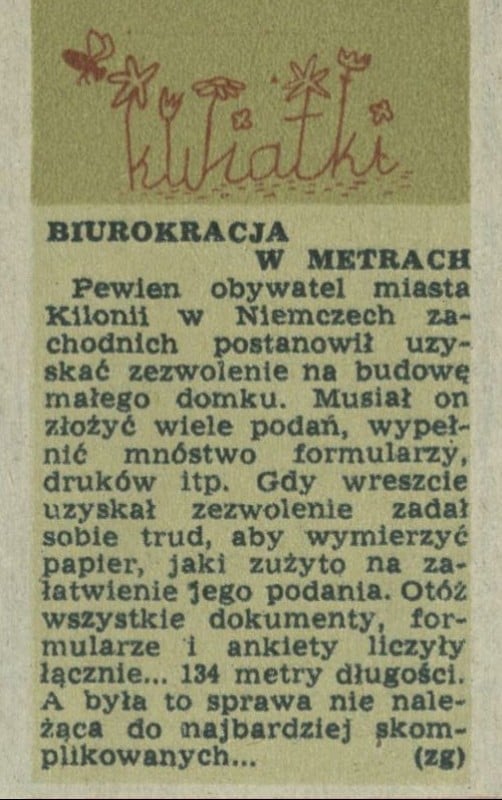 kwiatki
BIUROKRACJA
W METRACH
Pewien obywatel miasta
Kilonii w Niemczech za-
chodnich postanowił uzy-
skać zezwolenie na budowę
małego domku. Musiał on
złożyć wiele podań, wypeł-
nić mnóstwo formularzy,
druków itp. Gdy wreszcie
uzyskał zezwolenie zadał
sobie trud, aby wymierzyć
papier, jaki zużyto na za-
łatwienie jego podania. Otóż
wszystkie dokumenty, for-
mularze i ankiety liczyły
łącznie... 134 metry długości.
A była to sprawa nie nale-
żąca do najbardziej skom-
plikowanych... (zg)